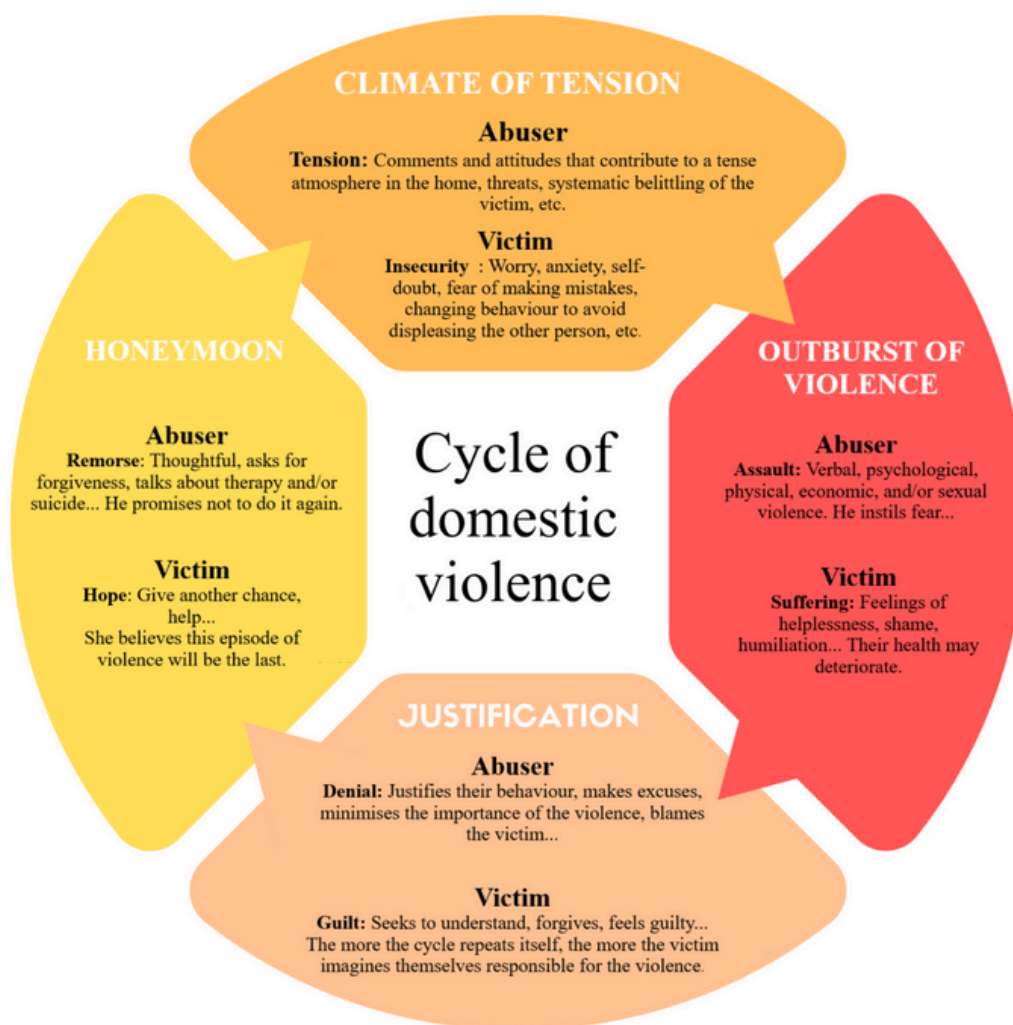 CLIMATE OF TENSION
Abuser
Tension: Comments and attitudes that contribute to a tense
atmosphere in the home, threats, systematic belittling of the
victim, etc.
Victim
Insecurity : Worry, anxiety, self-
doubt, fear of making mistakes,
changing behaviour to avoid
displeasing the other person, etc.
OUTBURST OF
VIOLENCE
Abuser
Assault: Verbal, psychological,
physical, economic, and/or sexual
violence. He instils fear...
Victim
Suffering: Feelings of
helplessness, shame,
humiliation... Their health may
deteriorate.
JUSTIFICATION
Abuser
Denial: Justifies their behaviour, makes excuses,
minimises the importance of the violence, blames
the victim...
Victim
Guilt: Seeks to understand, forgives, feels guilty...
The more the cycle repeats itself, the more the victim
imagines themselves responsible for the violence.
HONEYMOON
Abuser
Remorse: Thoughtful, asks for
forgiveness, talks about therapy and/or
suicide... He promises not to do it again.
Victim
Hope: Give another chance,
help...
She believes this episode of
violence will be the last.
Cycle of
domestic
violence